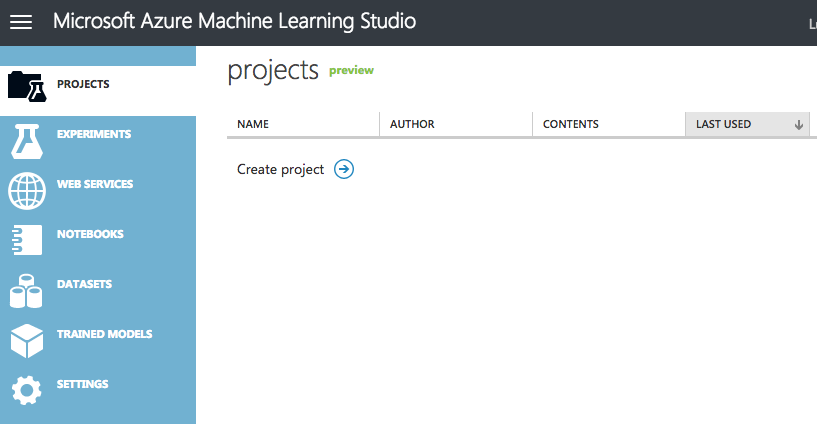 Microsoft Azure Machine Learning Studio
PROJECTS
EXPERIMENTS
WEB SERVICES
NOTEBOOKS
DATASETS
TRAINED MODELS
SETTINGS
projects preview
NAME AUTHOR CONTENTS LAST USED
Create project